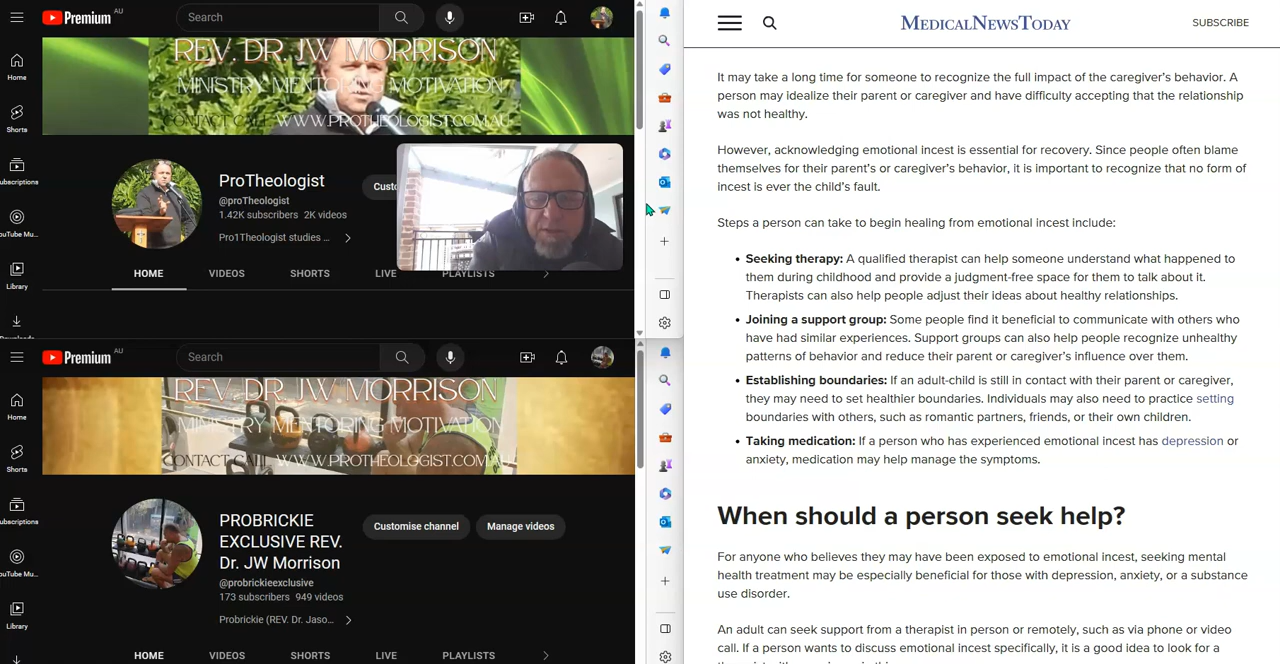 Premium AU
Search
Home
Shorts
ubscriptions
ouTube Mu...
Library
REV. DR. JW MORRISON
MINISTRY MENTORING MOTIVATION
CONTACT CALL WWW.PROTHEOLOGIST.COM.AU
ProTheologist
Custo
@proTheologist
1.42K subscribers 2K videos
Pro1Theologist studies ...
HOME VIDEOS SHORTS LIVE PLAYLISTS
Premium AU
Search
Home
Shorts
ubscriptions
ouTube Mu...
Library
REV. DR. JW MORRISON
MINISTRY MENTORING MOTIVATION
CONTACT CALL WWW.PROTHEOLOGIST.COM.AU
PROBRICKIE
EXCLUSIVE REV.
Dr. JW Morrison
Customise channel
Manage videos
@probrickieexclusive
173 subscribers 949 videos
Probrickie (REV. Dr. Jaso...
HOME VIDEOS SHORTS LIVE PLAYLISTS
MEDICALNEWSTODAY
SUBSCRIBE
It may take a long time for someone to recognize the full impact of the caregiver's behavior. A
person may idealize their parent or caregiver and have difficulty accepting that the relationship
was not healthy.
However, acknowledging emotional incest is essential for recovery. Since people often blame
themselves for their parent's or caregiver's behavior, it is important to recognize that no form of
incest is ever the child's fault.
Steps a person can take to begin healing from emotional incest include:
• Seeking therapy: A qualified therapist can help someone understand what happened to
them during childhood and provide a judgment-free space for them to talk about it.
Therapists can also help people adjust their ideas about healthy relationships.
• Joining a support group: Some people find it beneficial to communicate with others who
have had similar experiences. Support groups can also help people recognize unhealthy
patterns of behavior and reduce their parent or caregiver's influence over them.
• Establishing boundaries: If an adult-child is still in contact with their parent or caregiver,
they may need to set healthier boundaries. Individuals may also need to practice setting
boundaries with others, such as romantic partners, friends, or their own children.
• Taking medication: If a person who has experienced emotional incest has depression or
anxiety, medication may help manage the symptoms.
When should a person seek help?
For anyone who believes they may have been exposed to emotional incest, seeking mental
health treatment may be especially beneficial for those with depression, anxiety, or a substance
use disorder.
An adult can seek support from a therapist in person or remotely, such as via phone or video
call. If a person wants to discuss emotional incest specifically, it is a good idea to look for a